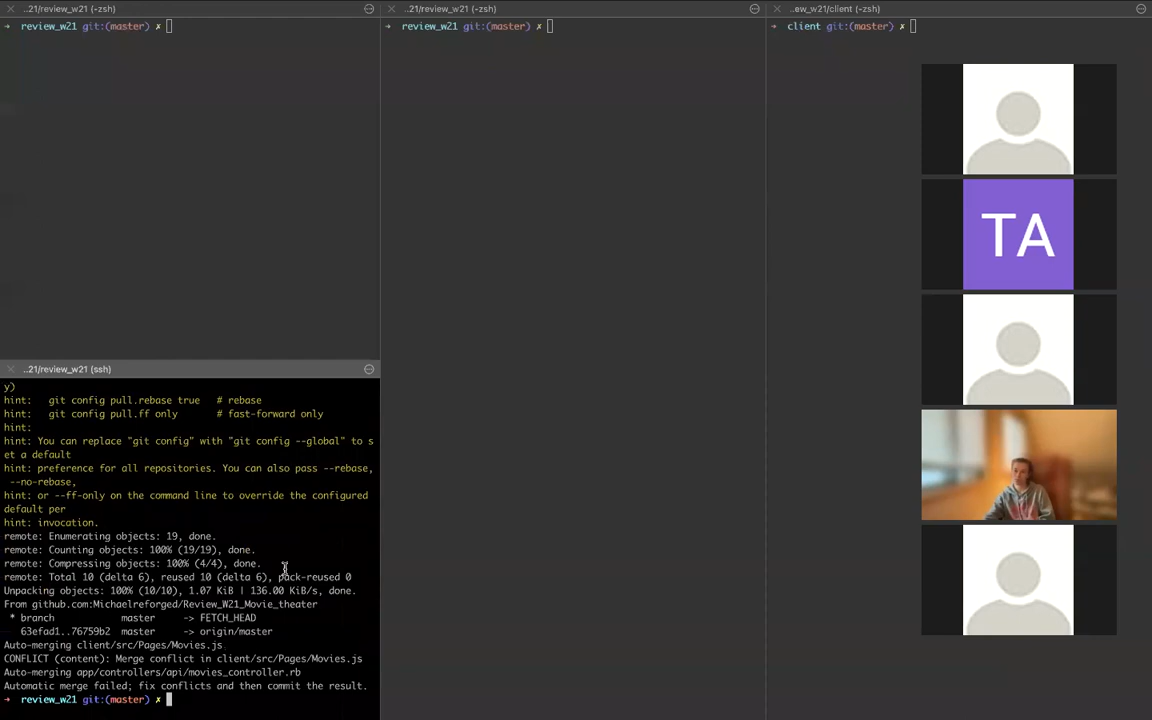 ..21/review_w21 (-zsh)
➜ review_w21 git:(master) ✗
..21/review_w21 (-zsh)
➜ review_w21 git:(master) ✗
..ew_w21/client (-zsh)
➜ client git:(master) ✗
TA
..21/review_w21 (ssh)
y)
hint:   git config pull.rebase true   # rebase
hint:   git config pull.ff only       # fast-forward only
hint:
hint: You can replace "git config" with "git config --global" to s
et a default
hint: preference for all repositories. You can also pass --rebase,
 --no-rebase,
hint: or --ff-only on the command line to override the configured
default per
hint: invocation.
remote: Enumerating objects: 19, done.
remote: Counting objects: 100% (19/19), done.
remote: Compressing objects: 100% (4/4), done.
remote: Total 10 (delta 6), reused 10 (delta 6), pack-reused 0
Unpacking objects: 100% (10/10), 1.07 KiB | 136.00 KiB/s, done.
From github.com:Michaelreforged/Review_W21_Movie_theater
 * branch            master     -> FETCH_HEAD
   63efad1..76759b2  master     -> origin/master
Auto-merging client/src/Pages/Movies.js
CONFLICT (content): Merge conflict in client/src/Pages/Movies.js
Auto-merging app/controllers/api/movies_controller.rb
Automatic merge failed; fix conflicts and then commit the result.
➜ review_w21 git:(master) ✗